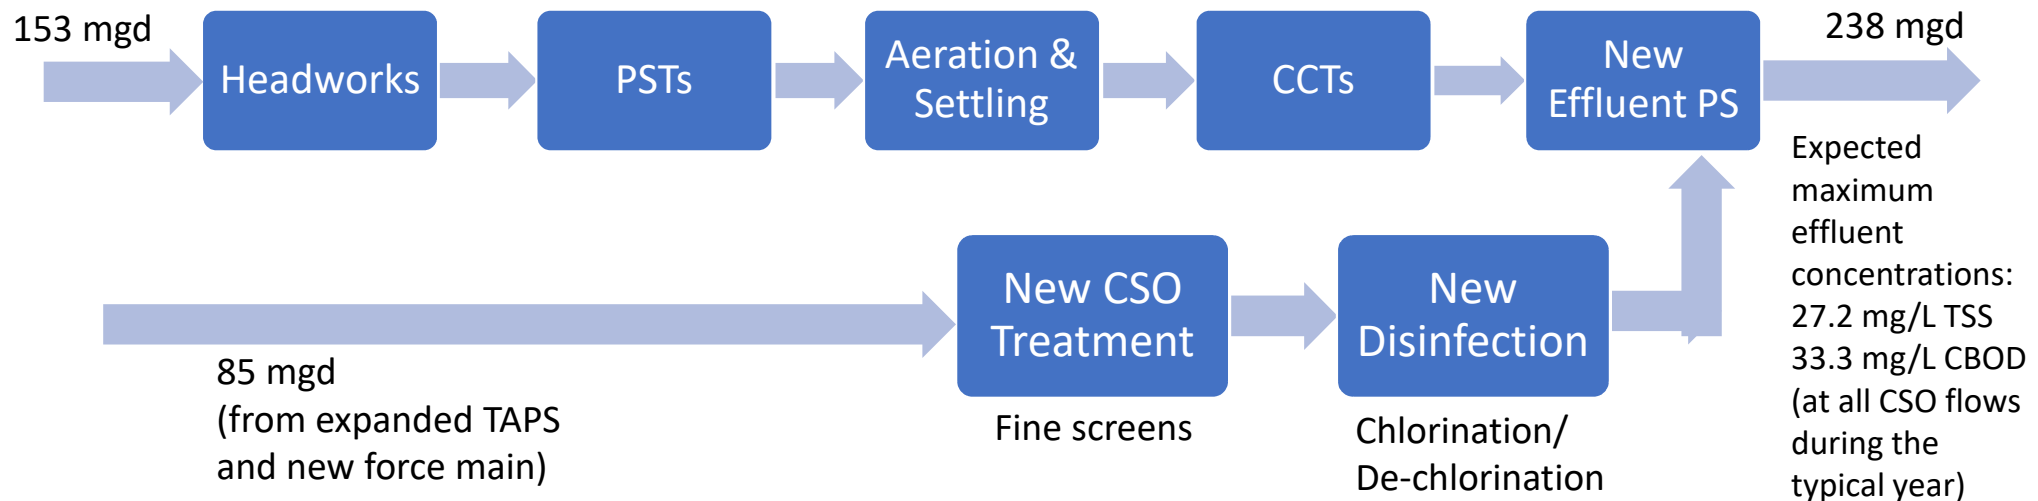 153 mgd
Headworks
PSTs
Aeration &
Settling
CCTs
New
Effluent PS
238 mgd
Expected
maximum
effluent
concentrations:
27.2 mg/L TSS
33.3 mg/L CBOD
(at all CSO flows
during the
typical year)
85 mgd
(from expanded TAPS
and new force main)
New CSO
Treatment
Fine screens
New
Disinfection
Chlorination/
De-chlorination